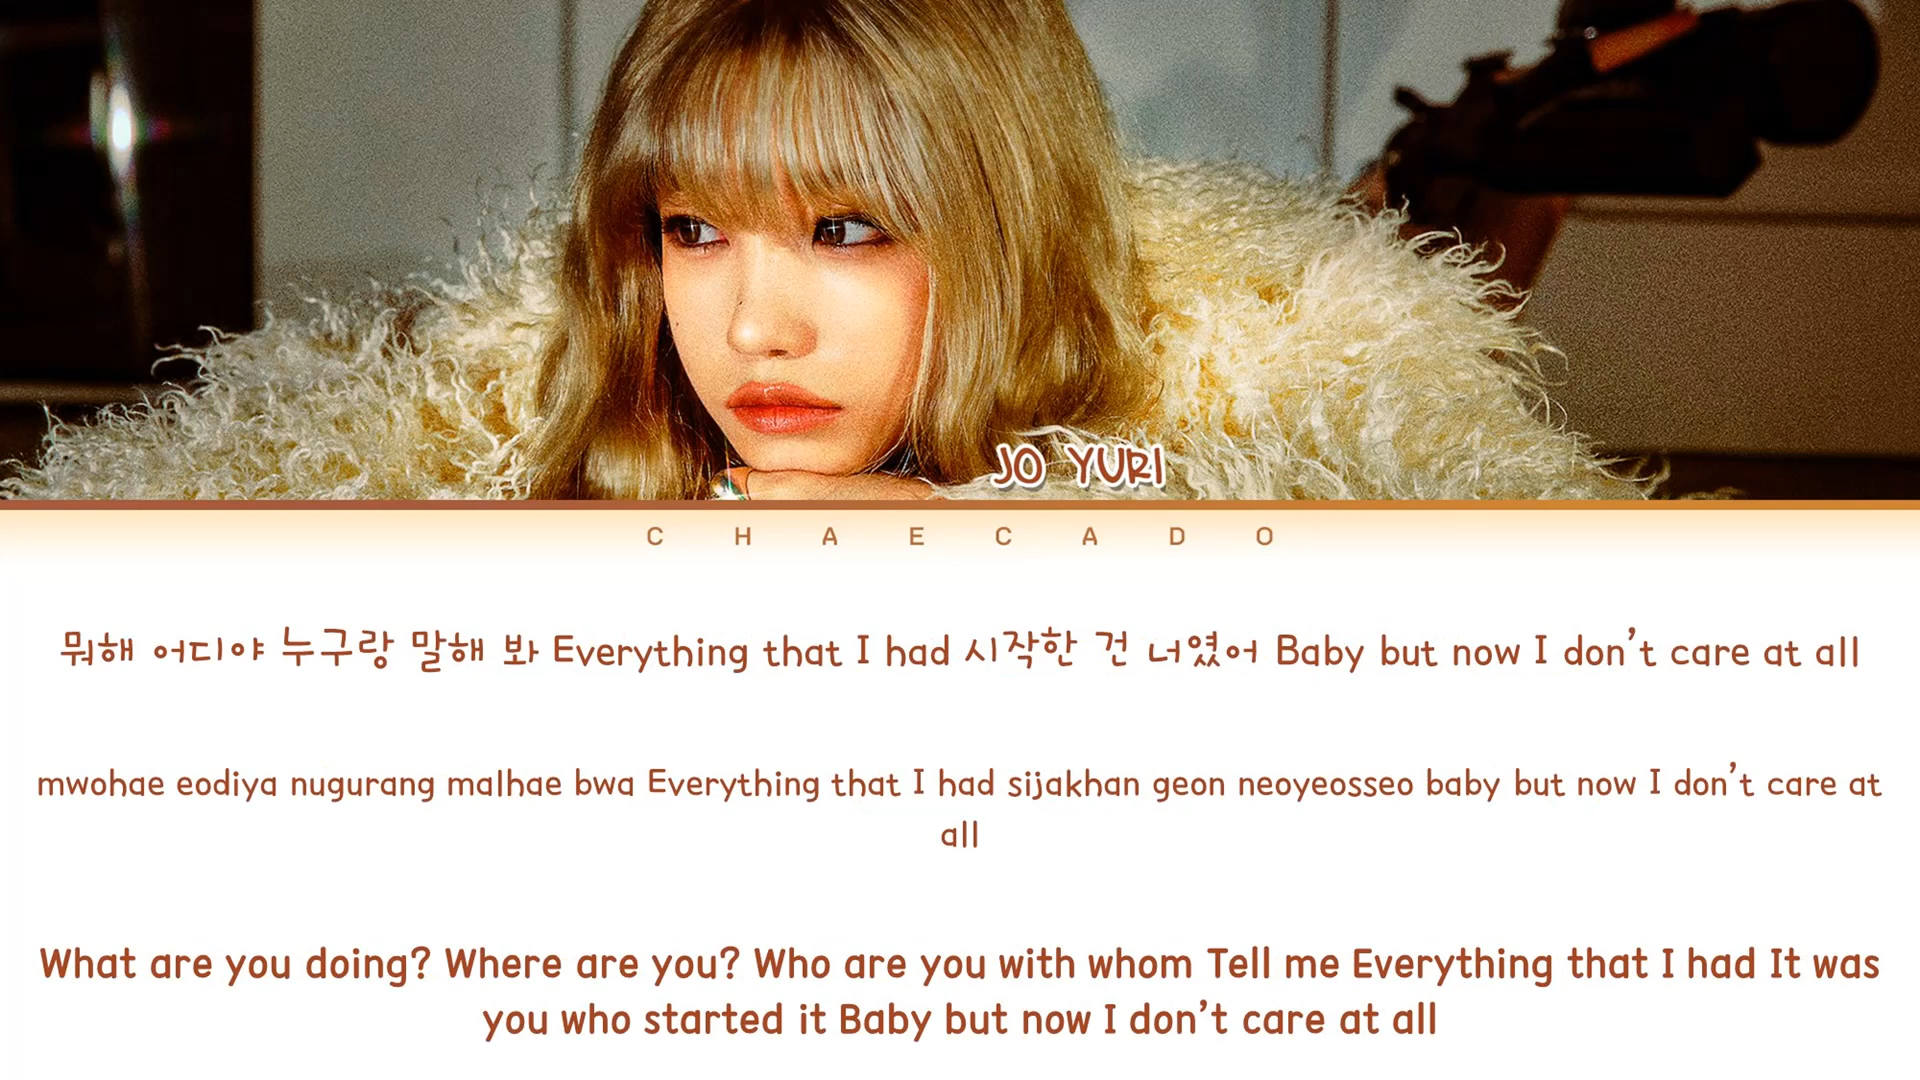 JO YURI
CHAECADO
뭐해 어디야 누구랑 말해 봐 Everything that I had 시작한 건 너였어 Baby but now I don't care at all
mwohae eodiya nugurang malhae bwa Everything that I had sijakhan geon neoyeosseo baby but now I don't care at
all
What are you doing? Where are you? Who are you with whom Tell me Everything that I had It was
you who started it Baby but now I don't care at all